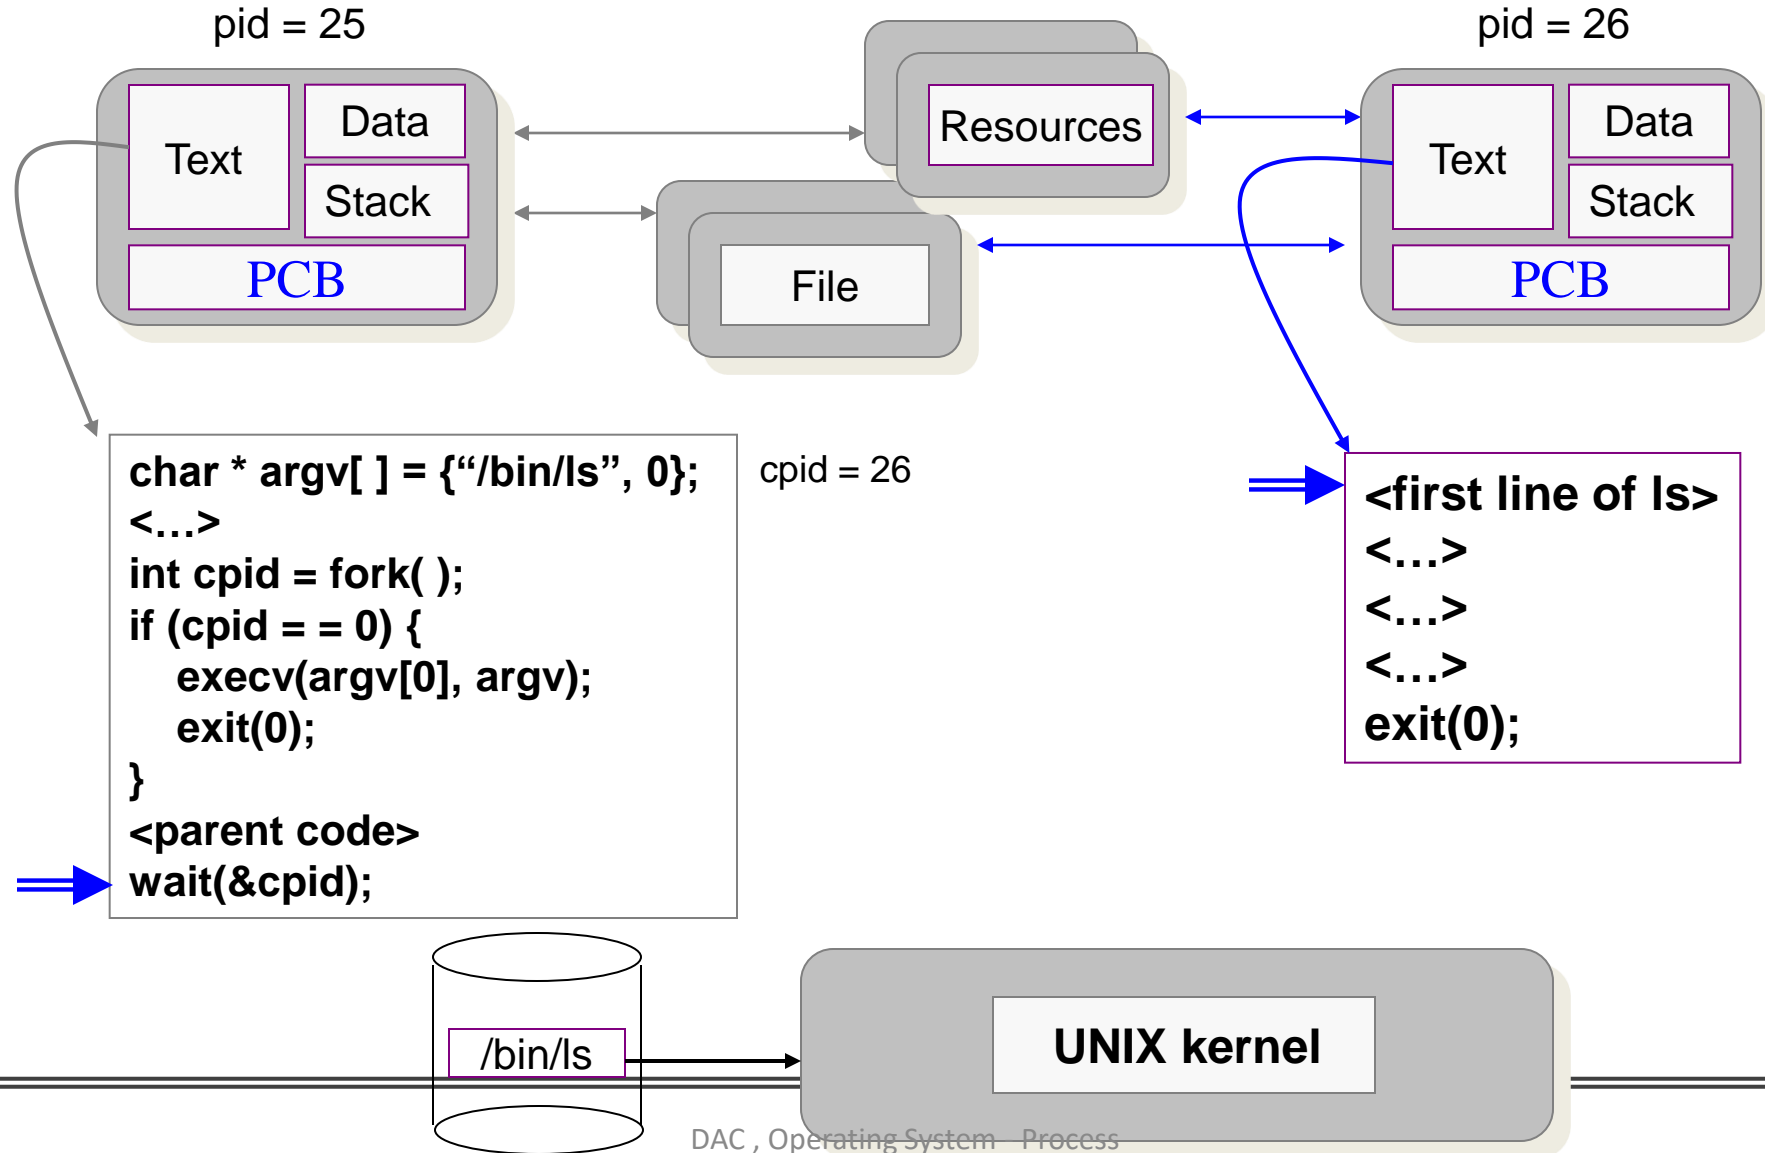 pid = 25
pid = 26
Text
Data
Stack
PCB
Resources
File
Text
Data
Stack
PCB
char * argv[ ] = {“/bin/ls”, 0};
<…>
int cpid = fork( );
if (cpid = = 0) {
execv(argv[0], argv);
exit(0);
}
<parent code>
wait(&cpid);
cpid = 26
<first line of ls>
<…>
<…>
<…>
exit(0);
/bin/ls
UNIX kernel
DAC , Operating System - Process